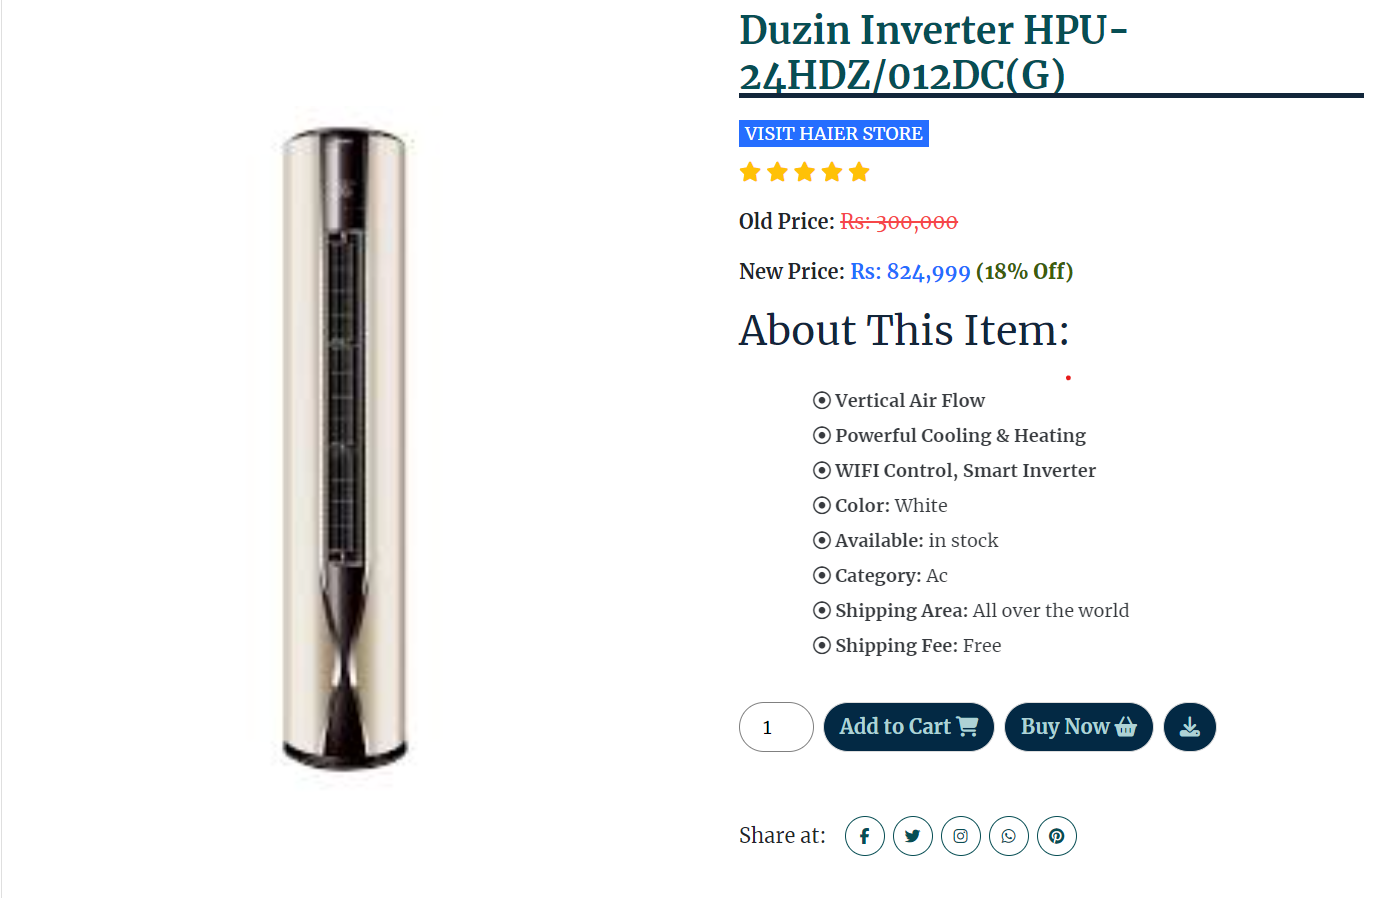 Duzin Inverter HPU-
24HDZ/012DC(G)
VISIT HAIER STORE
Old Price: Rs: 300,000
New Price: Rs: 824,999 (18% Off)
About This Item:
Vertical Air Flow
Powerful Cooling & Heating
WIFI Control, Smart Inverter
Color: White
Available: in stock
Category: Ac
Shipping Area: All over the world
Shipping Fee: Free
1
Add to Cart
Buy Now
Share at: